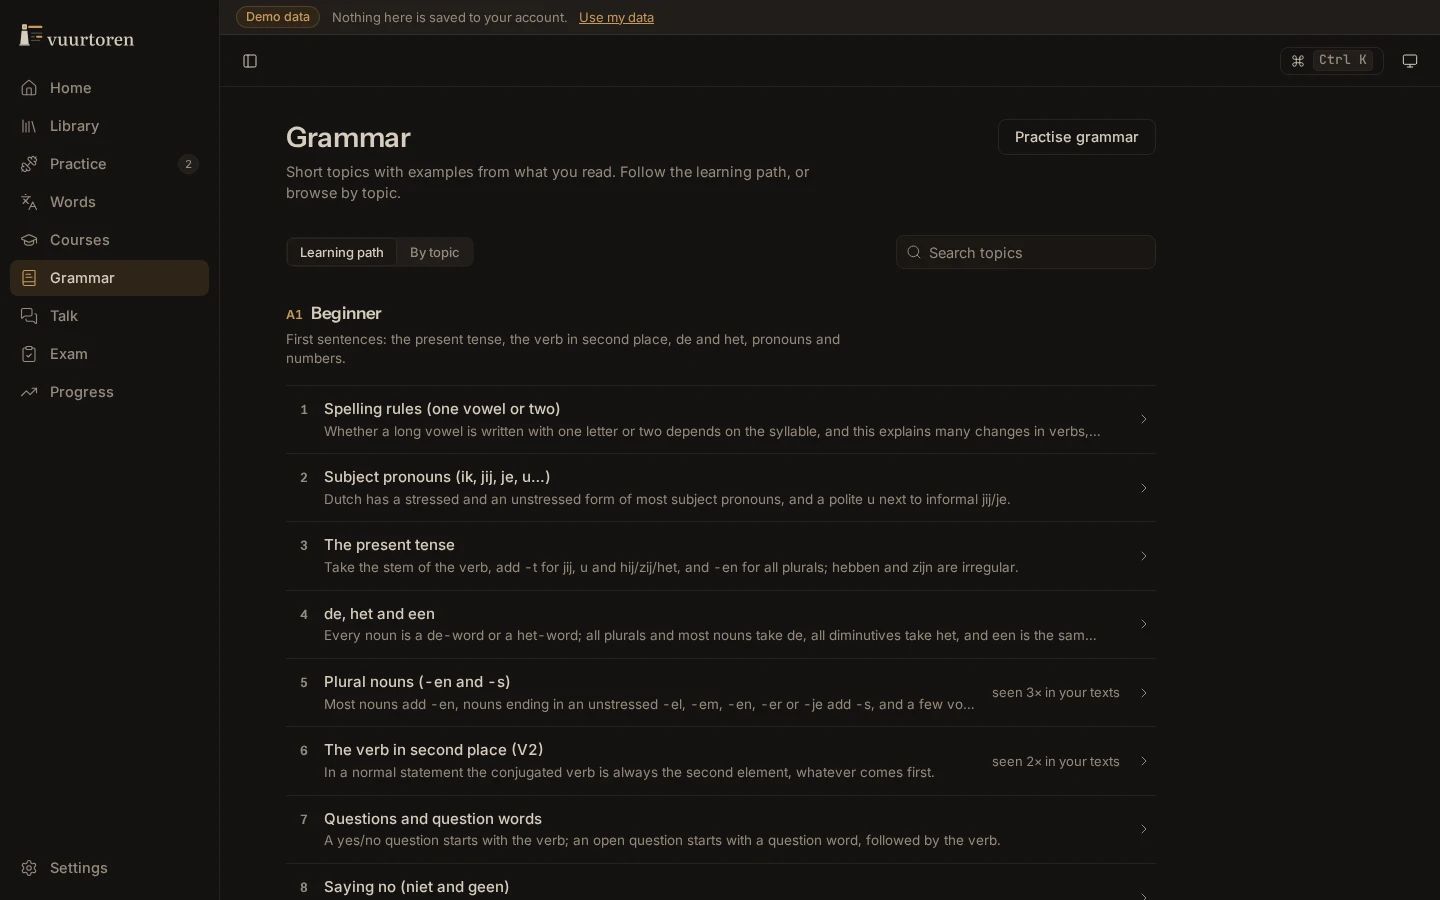 Demo data Nothing here is saved to your account. Use my data
vuurtoren
Ctrl K
Home
Library
Practice 2
Words
Courses
Grammar
Talk
Exam
Progress
Settings
Grammar
Practise grammar
Short topics with examples from what you read. Follow the learning path, or
browse by topic.
Learning path By topic
Search topics
A1 Beginner
First sentences: the present tense, the verb in second place, de and het, pronouns and
numbers.
1 Spelling rules (one vowel or two)
Whether a long vowel is written with one letter or two depends on the syllable, and this explains many changes in verbs,...
2 Subject pronouns (ik, jij, je, u...)
Dutch has a stressed and an unstressed form of most subject pronouns, and a polite u next to informal jij/je.
3 The present tense
Take the stem of the verb, add -t for jij, u and hij/zij/het, and -en for all plurals; hebben and zijn are irregular.
4 de, het and een
Every noun is a de-word or a het-word; all plurals and most nouns take de, all diminutives take het, and een is the sam...
5 Plural nouns (-en and -s)
Most nouns add -en, nouns ending in an unstressed -el, -em, -en, -er or -je add -s, and a few vo...
seen 3× in your texts
6 The verb in second place (V2)
In a normal statement the conjugated verb is always the second element, whatever comes first.
seen 2× in your texts
7 Questions and question words
A yes/no question starts with the verb; an open question starts with a question word, followed by the verb.
8 Saying no (niet and geen)